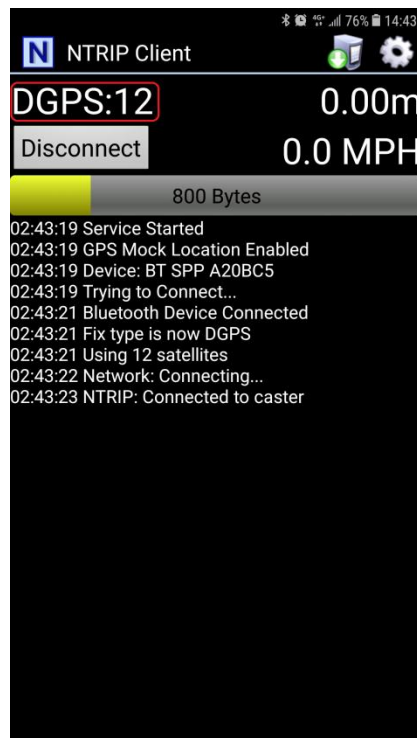 4G+ 76% 14:43
N NTRIP Client
DGPS:12 0.00m
Disconnect 0.0 MPH
800 Bytes
02:43:19 Service Started
02:43:19 GPS Mock Location Enabled
02:43:19 Device: BT SPP A20BC5
02:43:19 Trying to Connect...
02:43:21 Bluetooth Device Connected
02:43:21 Fix type is now DGPS
02:43:21 Using 12 satellites
02:43:22 Network: Connecting...
02:43:23 NTRIP: Connected to caster